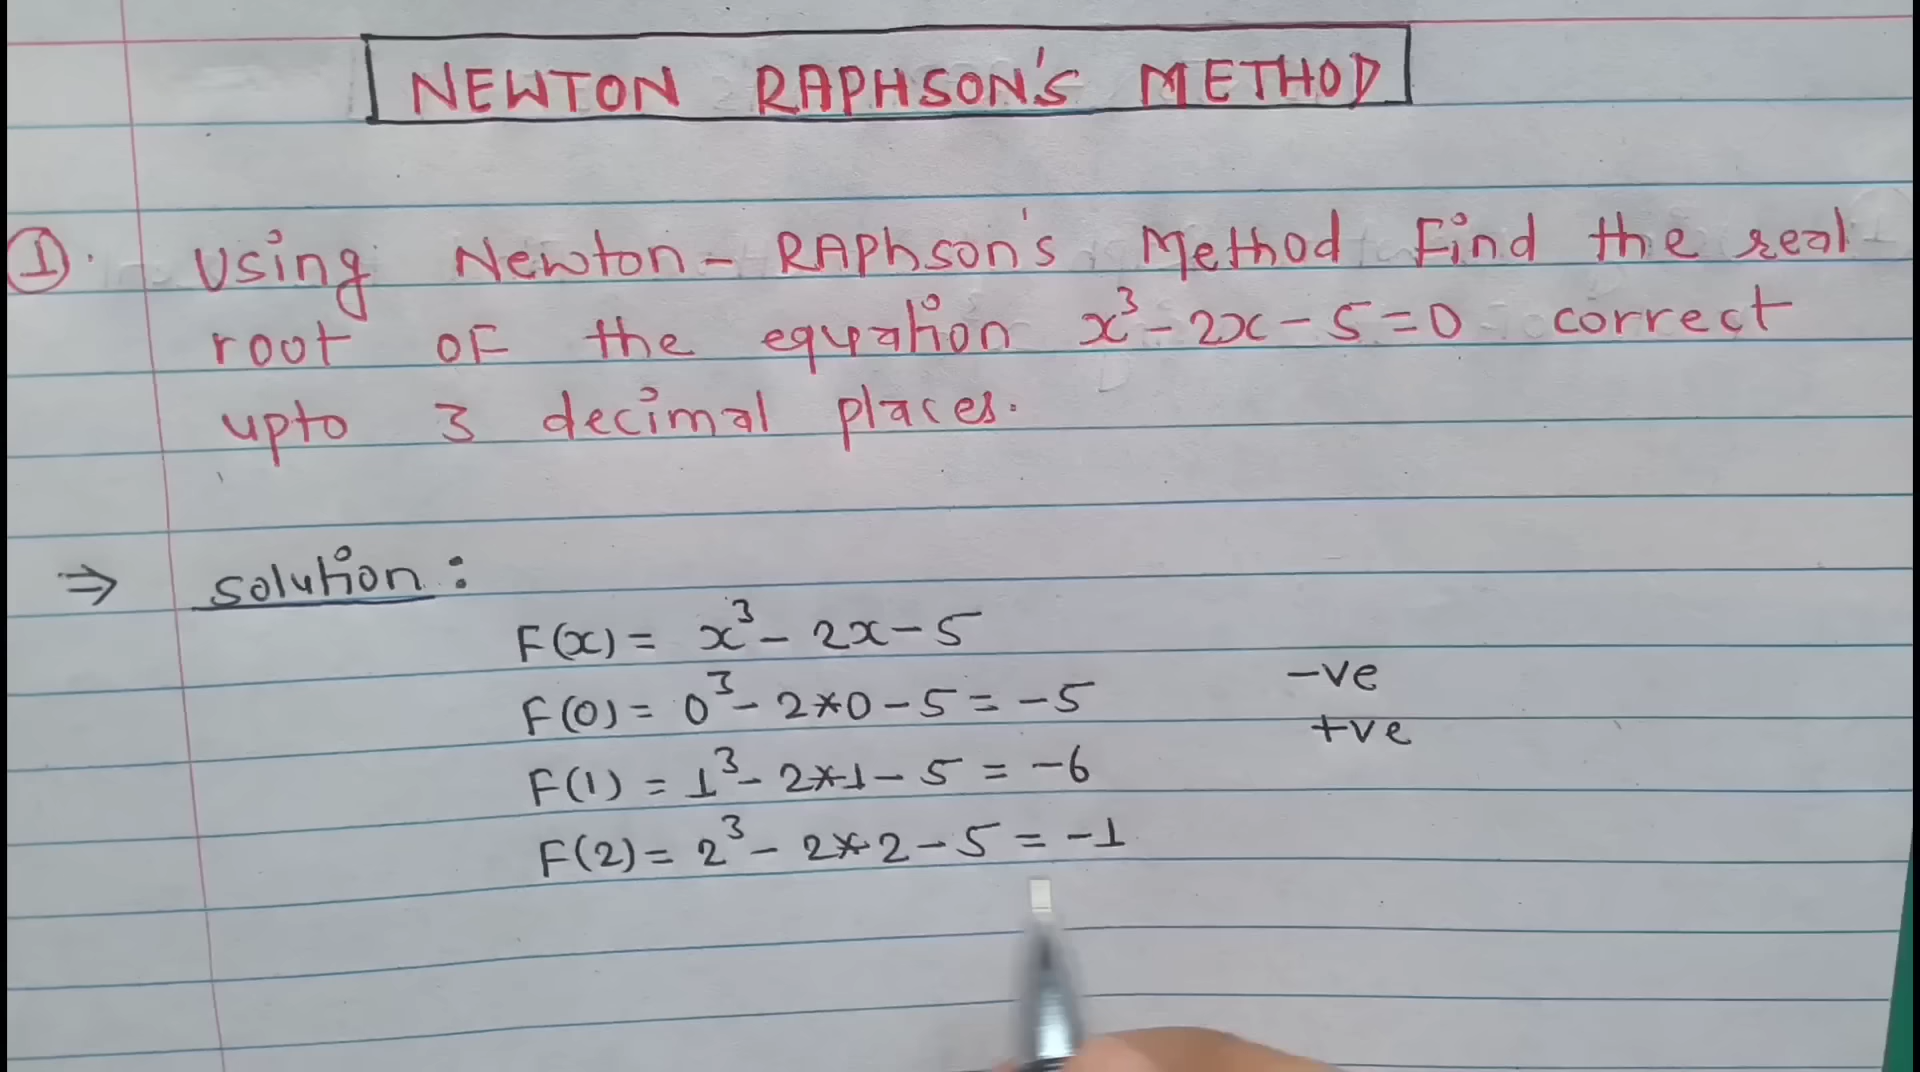 NEWTON RAPHSON'S METHOD
1. Using Newton-RAPhson's Method Find the real
root OF the equation x³-2x-5=0 correct
upto 3 decimal places.
⇒ solution:
F(x) = x³-2x-5
F(0) = 0³-2*0-5=-5
-ve
+ve
F(1) = 1³-2*1-5=-6
F(2) = 2³-2*2-5=-1